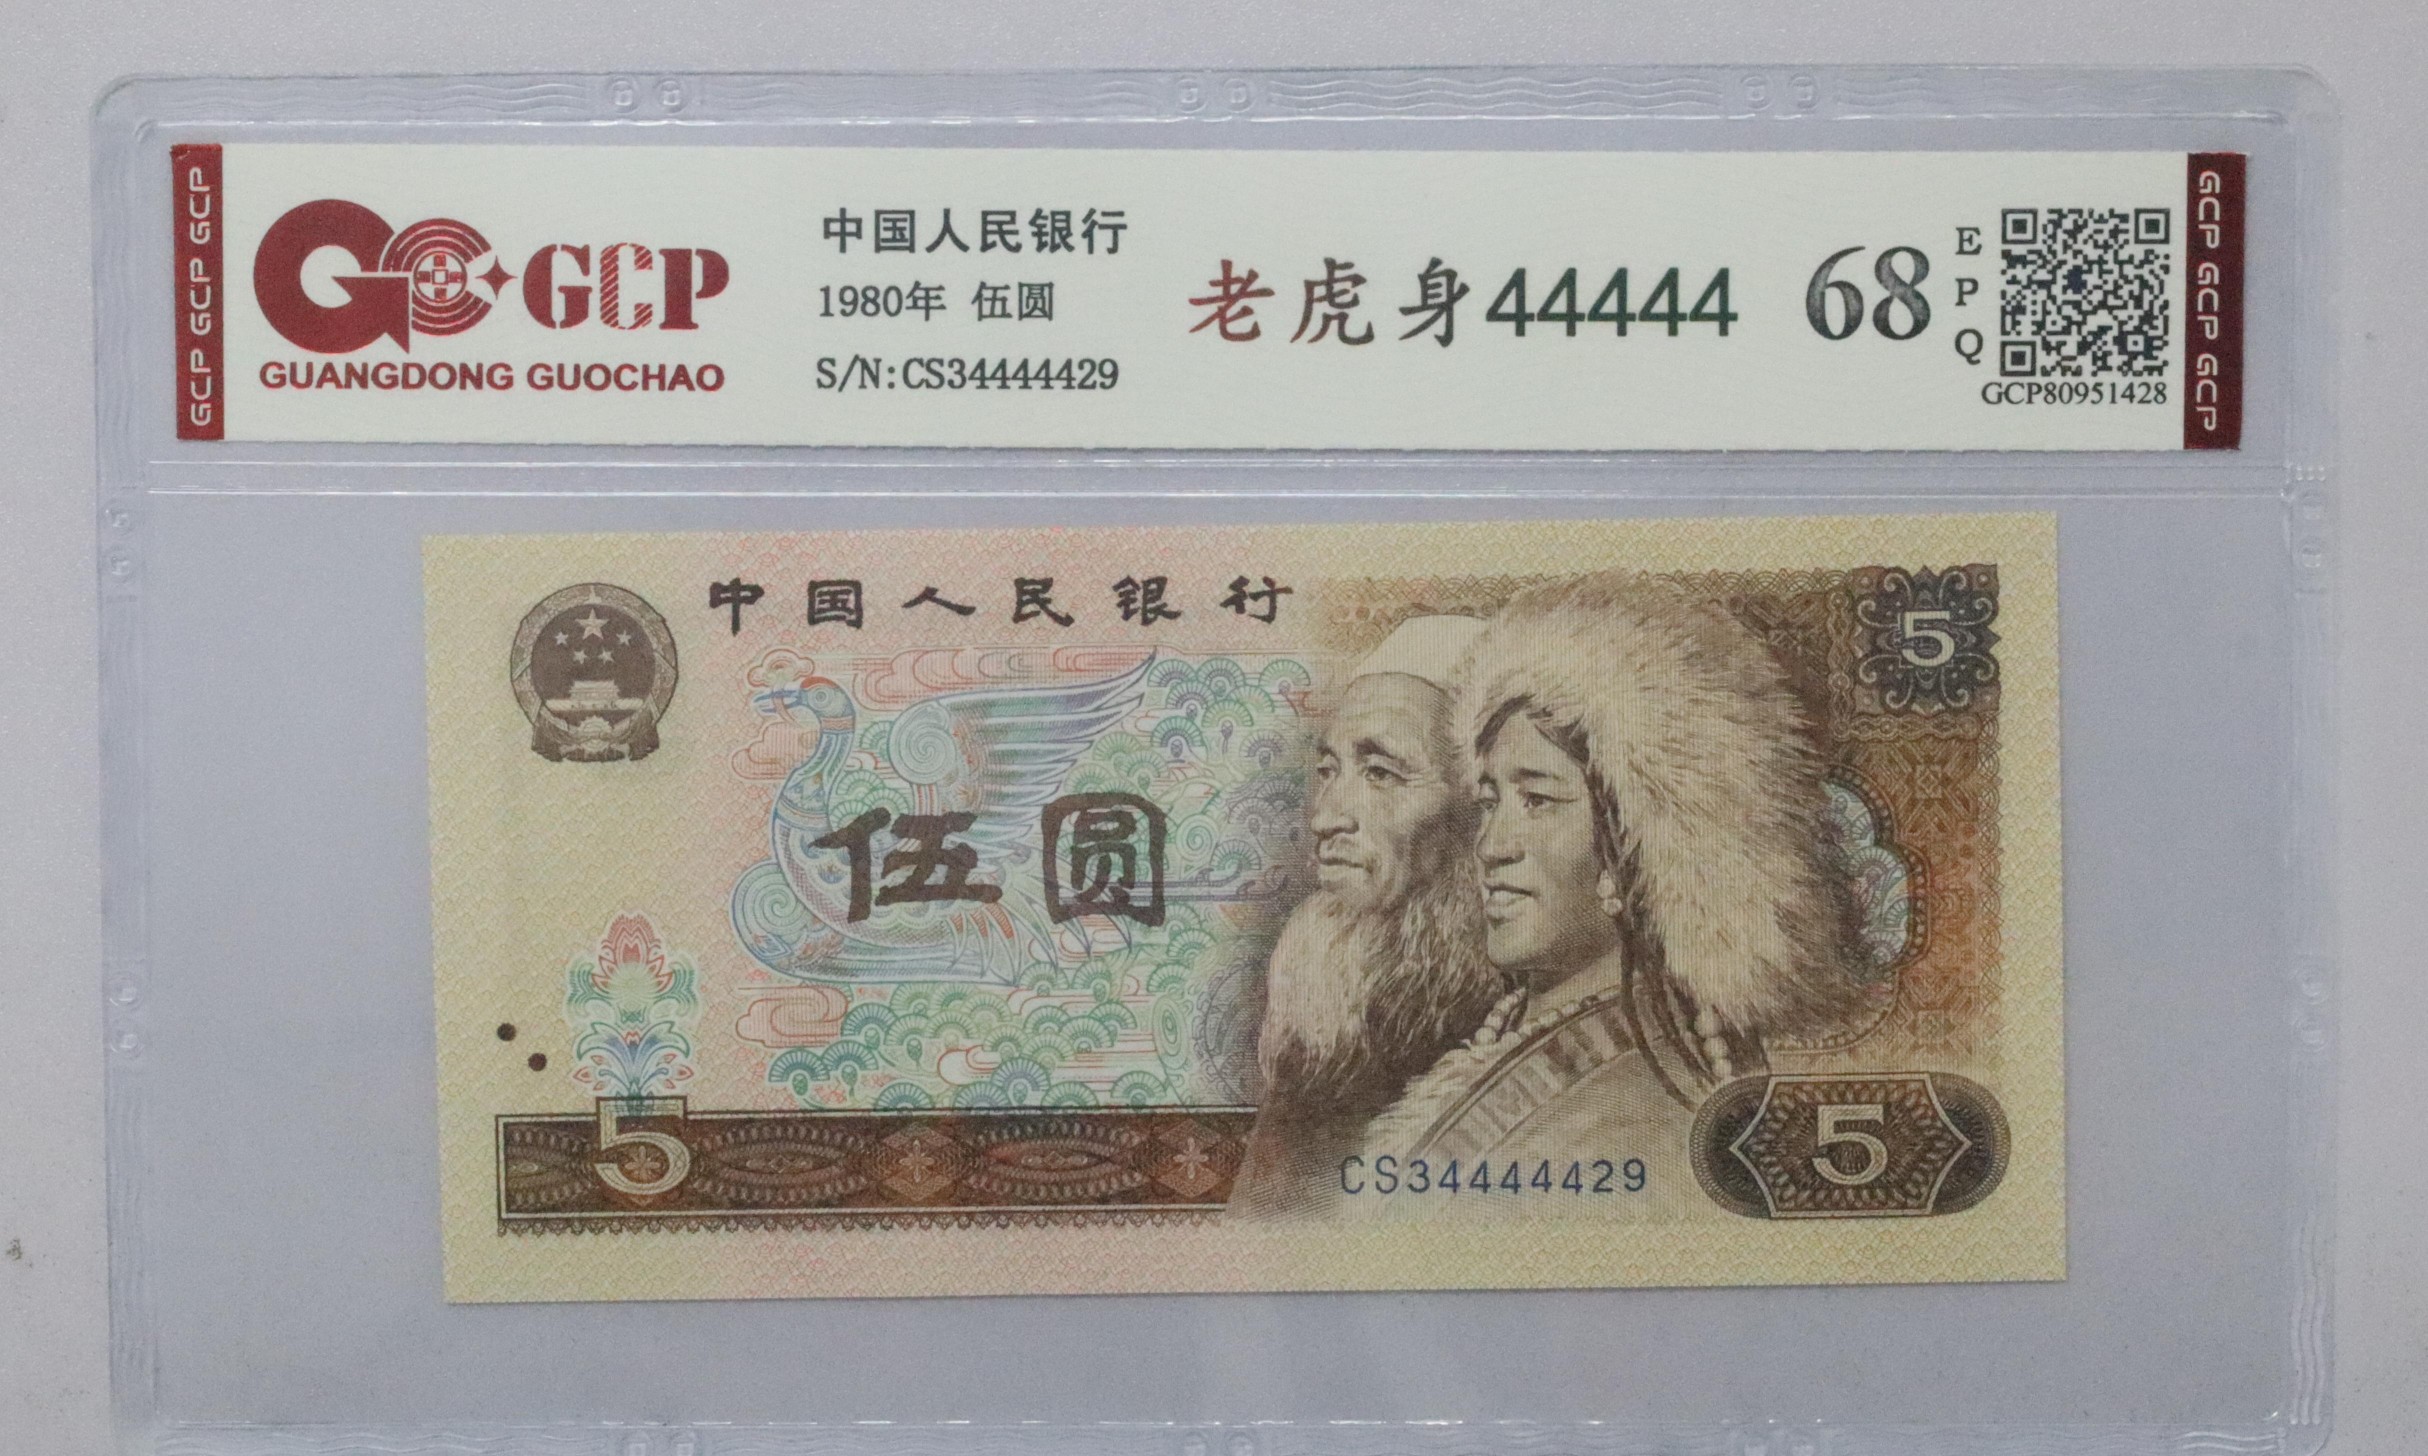 GCP GCP GCP
GCP
GUANGDONG GUOCHAO
中国人民银行
1980年 伍圆
S/N:CS34444429
老虎身44444
68
EPQ
GCP80951428
GCP GCP GCP
中国人民银行
5
伍圆
5
CS34444429
5